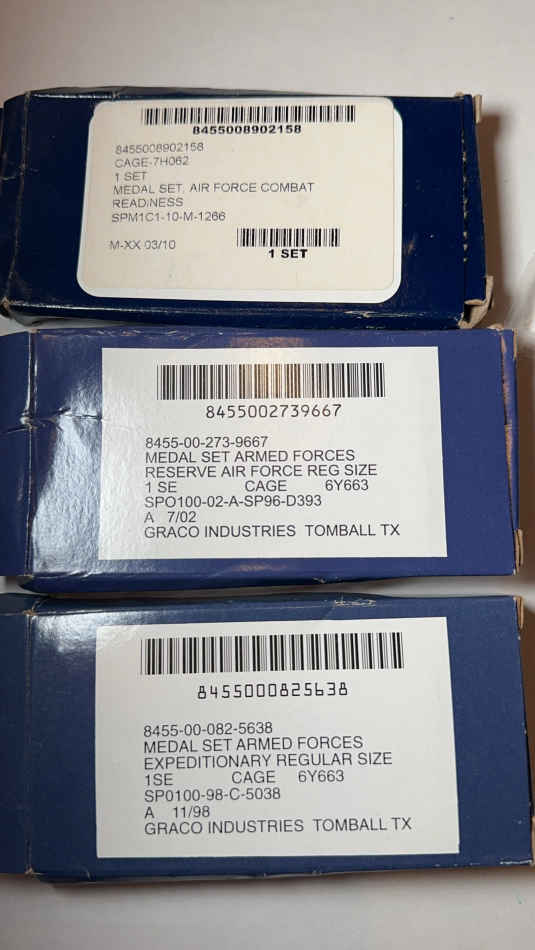 8455008902158
8455008902158
CAGE-7H062
1 SET
MEDAL SET, AIR FORCE COMBAT
READINESS
SPM1C1-10-M-1266
M-XX 03/10
1 SET
8455002739667
8455-00-273-9667
MEDAL SET ARMED FORCES
RESERVE AIR FORCE REG SIZE
1 SE CAGE 6Y663
SPO100-02-A-SP96-D393
A 7/02
GRACO INDUSTRIES TOMBALL TX
8455000825638
8455-00-082-5638
MEDAL SET ARMED FORCES
EXPEDITIONARY REGULAR SIZE
1SE CAGE 6Y663
SP0100-98-C-5038
A 11/98
GRACO INDUSTRIES TOMBALL TX